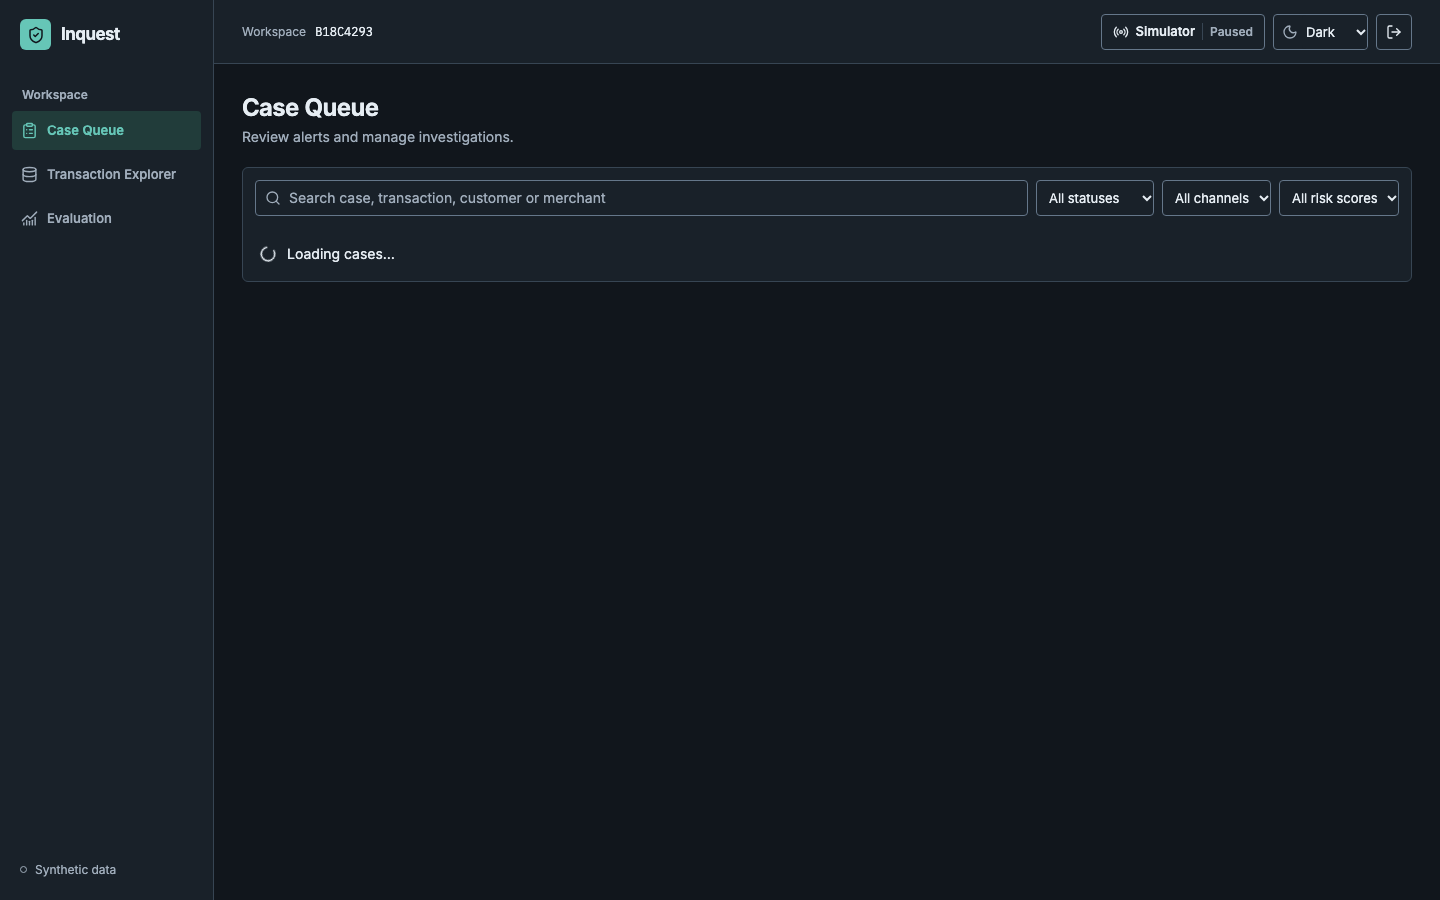 Inquest
Workspace B18C4293
Simulator Paused
Dark
Workspace
Case Queue
Transaction Explorer
Evaluation
Case Queue
Review alerts and manage investigations.
Search case, transaction, customer or merchant
All statuses
All channels
All risk scores
Loading cases...
Synthetic data